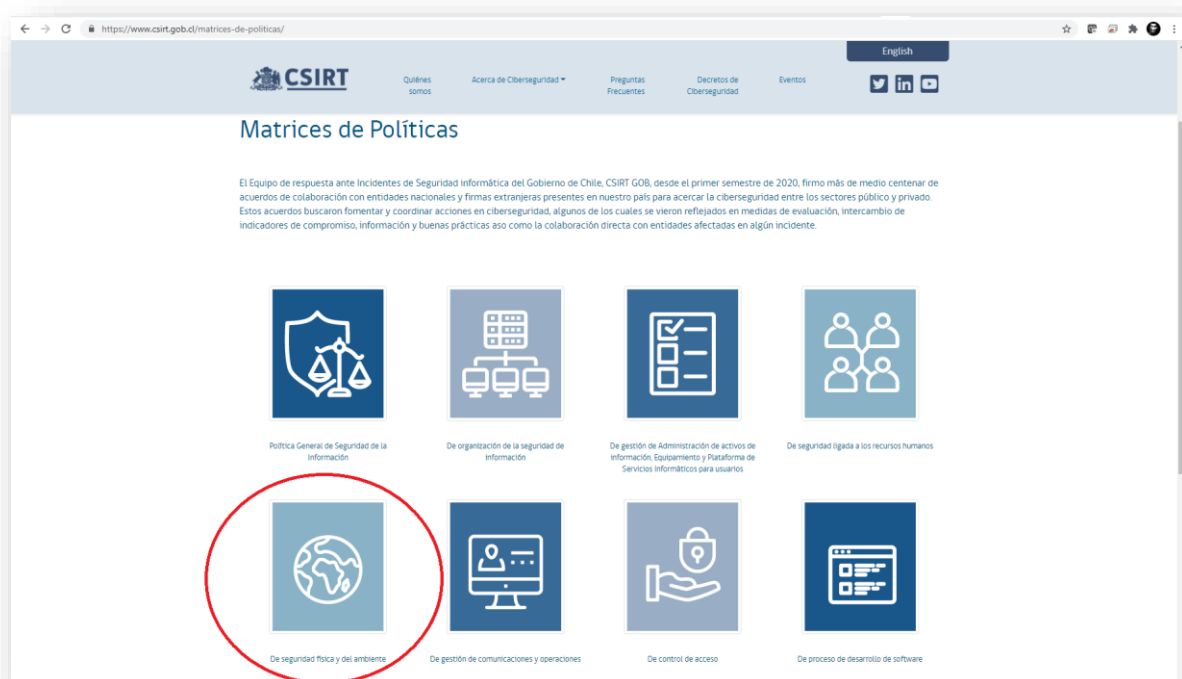 https://www.csirt.gob.cl/matrices-de-politicas/
English
CSIRT
Quiénes
somos
Acerca de Ciberseguridad
Preguntas
Frecuentes
Decretos de
Ciberseguridad
Eventos
in
Matrices de Políticas
El Equipo de respuesta ante Incidentes de Seguridad informática del Gobierno de Chile, CSIRT GOB, desde el primer semestre de 2020, firmo más de medio centenar de
acuerdos de colaboración con entidades nacionales y firmas extranjeras presentes en nuestro país para acercar la ciberseguridad entre los sectores público y privado.
Estos acuerdos buscaron fomentar y coordinar acciones en ciberseguridad, algunos de los cuales se vieron reflejados en medidas de evaluación, intercambio de
indicadores de compromiso, información y buenas prácticas aso como la colaboración directa con entidades afectadas en algún incidente.
Política General de Seguridad de la
Información
De organización de la seguridad de
información
De gestión de Administración de activos de
Información, Equipamiento y Plataforma de
Servicios Informáticos para usuarios
De seguridad ligada a los recursos humanos
De seguridad física y del ambiente
De gestión de comunicaciones y operaciones
De control de acceso
De proceso de desarrollo de software